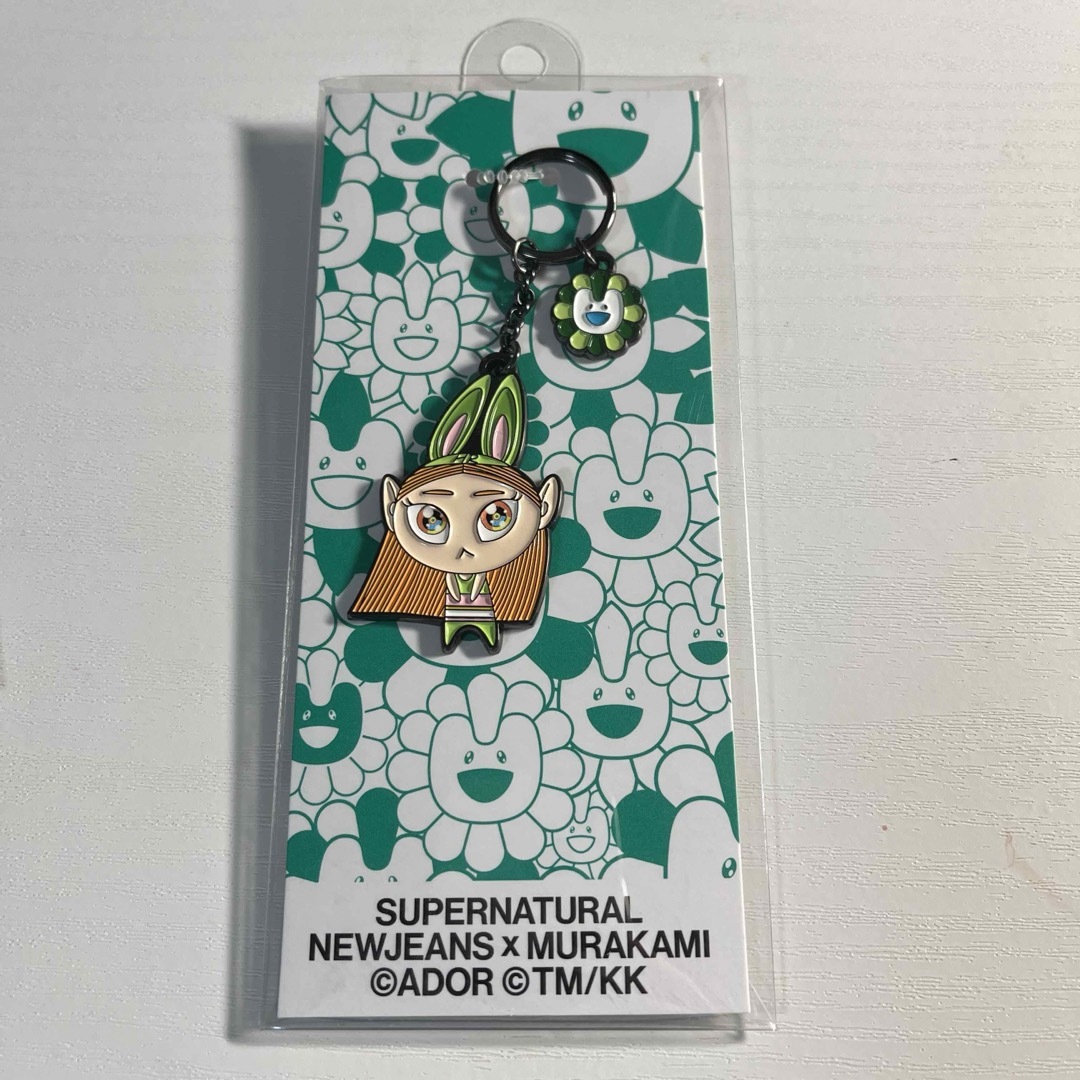 SUPERNATURAL
NEWJEANS x MURAKAMI
©ADOR ©TM/KK